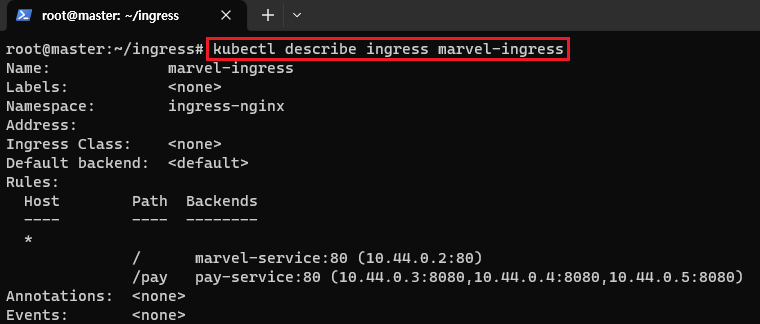 root@master: ~/ingress
root@master:~/ingress# kubectl describe ingress marvel-ingress
Name:             marvel-ingress
Labels:           <none>
Namespace:        ingress-nginx
Address:
Ingress Class:    <none>
Default backend:  <default>
Rules:
  Host        Path  Backends
  ----        ----  --------
  *
              /      marvel-service:80 (10.44.0.2:80)
              /pay   pay-service:80 (10.44.0.3:8080,10.44.0.4:8080,10.44.0.5:8080)
Annotations:  <none>
Events:       <none>